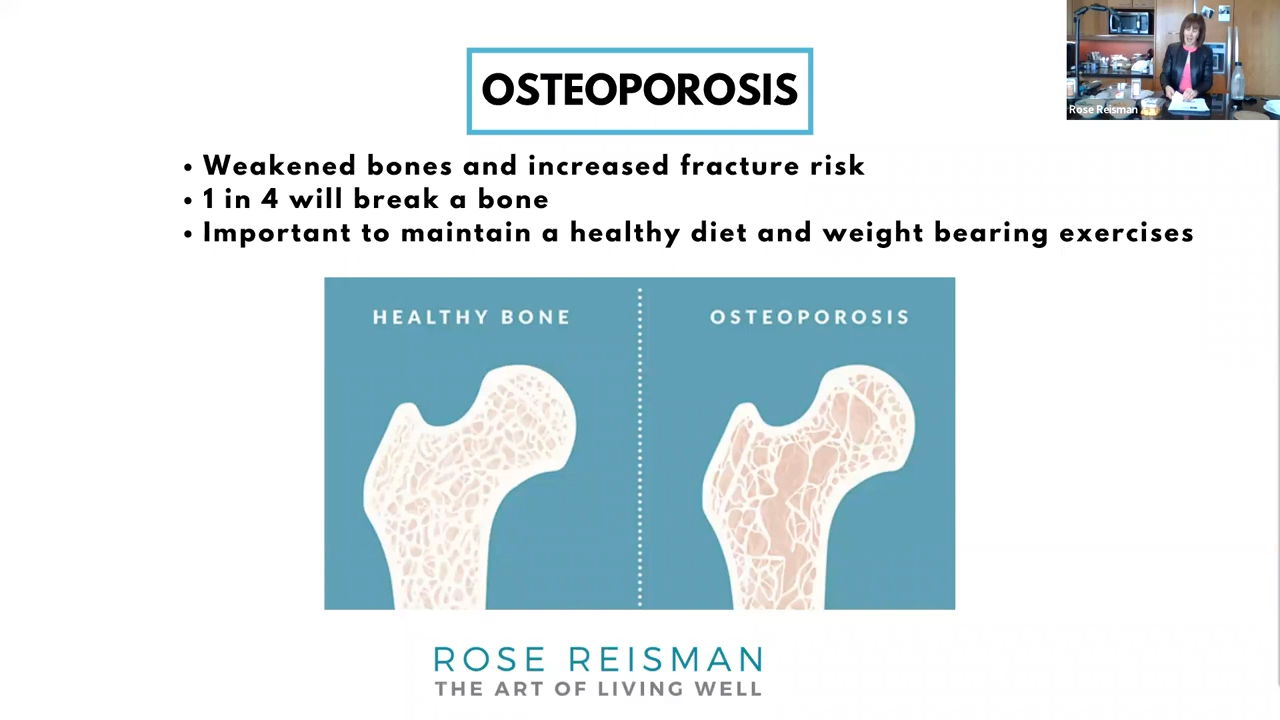 OSTEOPOROSIS
Rose Reisman
• Weakened bones and increased fracture risk
• 1 in 4 will break a bone
• Important to maintain a healthy diet and weight bearing exercises
HEALTHY BONE
OSTEOPOROSIS
ROSE REISMAN
THE ART OF LIVING WELL